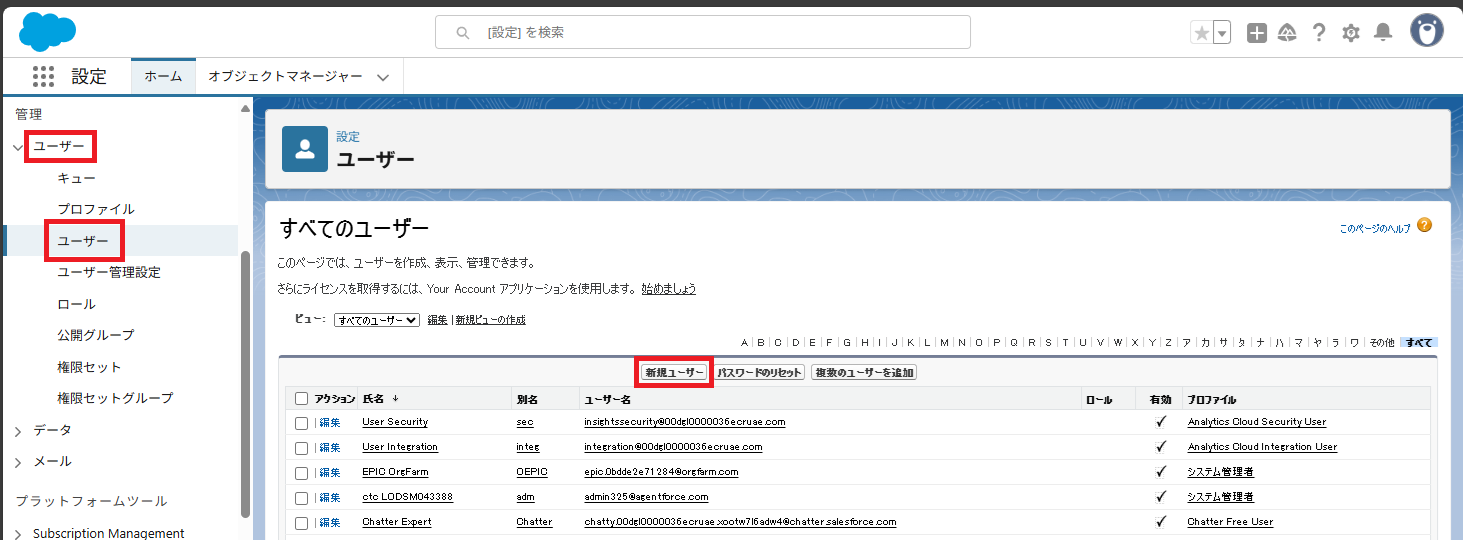 [設定] を検索
設定
ホーム
オブジェクトマネージャー
管理
ユーザー
キュー
プロファイル
ユーザー
ユーザー管理設定
ロール
公開グループ
権限セット
権限セットグループ
データ
メール
プラットフォームツール
Subscription Management
設定
ユーザー
すべてのユーザー
このページのヘルプ
このページでは、ユーザーを作成、表示、管理できます。
さらにライセンスを取得するには、Your Account アプリケーションを使用します。 始めましょう
ビュー: すべてのユーザー 編集 | 新規ビューの作成
A | B | C | D | E | F | G | H | I | J | K | L | M | N | O | P | Q | R | S | T | U | V | W | X | Y | Z | ア | カ | サ | タ | ナ | ハ | マ | ヤ | ラ | ワ | その他 | すべて
新規ユーザー パスワードのリセット 複数のユーザーを追加
アクション 氏名 ↓ 別名 ユーザー名 ロール 有効 プロファイル
| 編集 User Security sec insightssecurity@00dgl0000036ecruae.com ✓ Analytics Cloud Security User
| 編集 User Integration integ integration@00dgl0000036ecruae.com ✓ Analytics Cloud Integration User
| 編集 EPIC OrgFarm OEPIC epic.0bdde2e71284@orgfarm.com ✓ システム管理者
| 編集 ctc LODSM043388 adm admin325@agentforce.com ✓ システム管理者
| 編集 Chatter Expert Chatter chatty.00dgl0000036ecruae.xootw7l6adw4@chatter.salesforce.com ✓ Chatter Free User